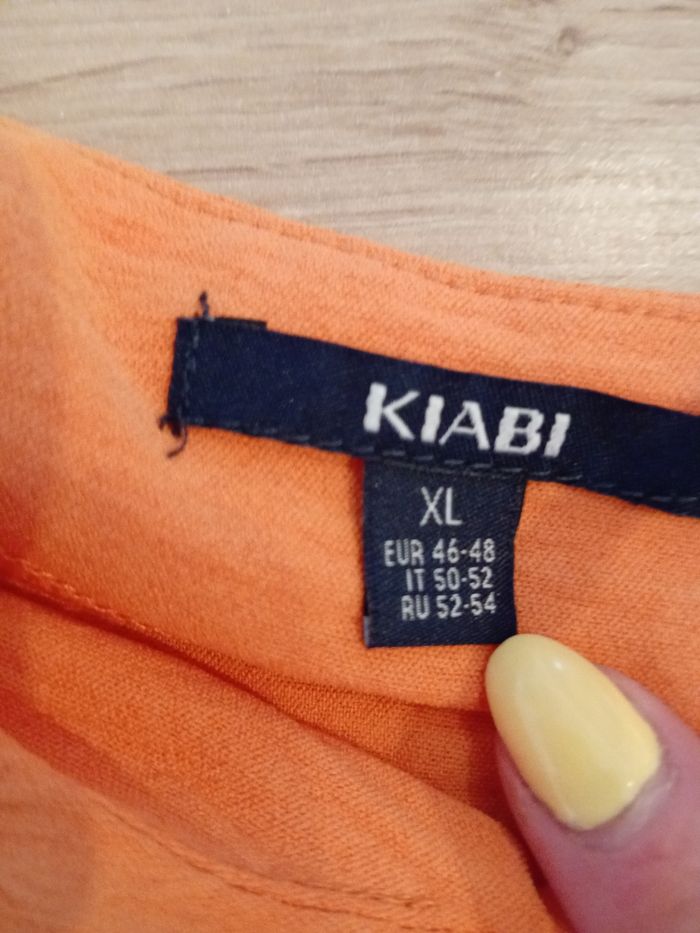 KIABI
XL
EUR 46-48
IT 50-52
RU 52-54